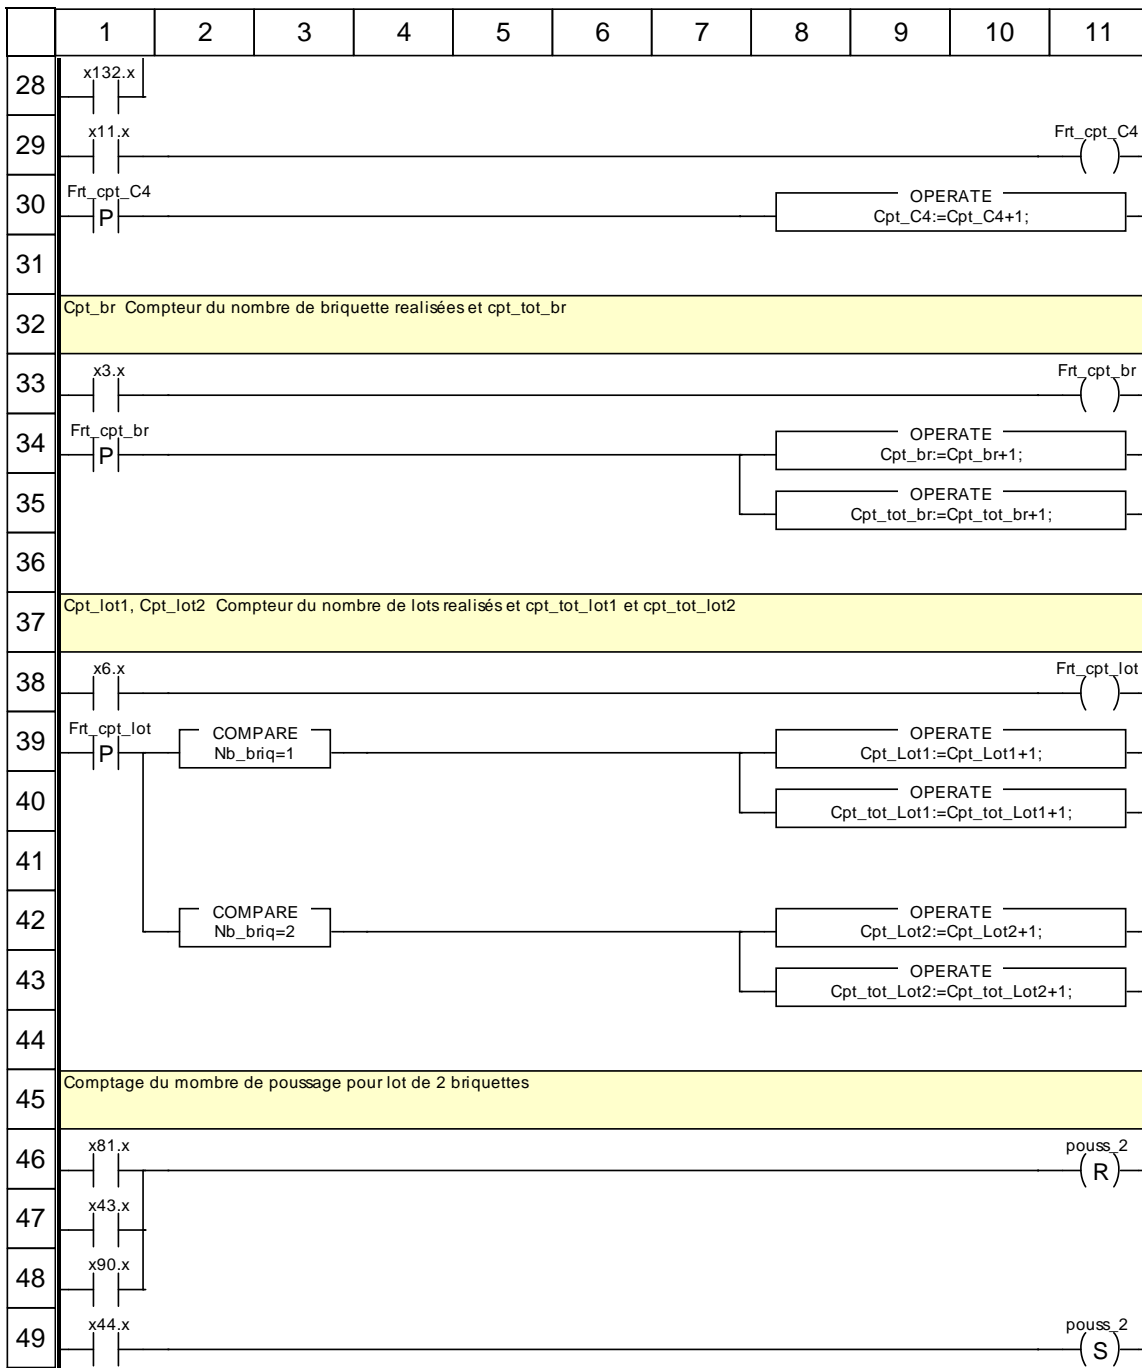 1 2 3 4 5 6 7 8 9 10 11
28 x132.x
29 x11.x Frt_cpt_C4
( )
30 Frt_cpt_C4 OPERATE
P Cpt_C4:=Cpt_C4+1;
31
32 Cpt_br Compteur du nombre de briquette realisées et cpt_tot_br
33 x3.x Frt_cpt_br
( )
34 Frt_cpt_br OPERATE
P Cpt_br:=Cpt_br+1;
35 OPERATE
Cpt_tot_br:=Cpt_tot_br+1;
36
37 Cpt_lot1, Cpt_lot2 Compteur du nombre de lots realisés et cpt_tot_lot1 et cpt_tot_lot2
38 x6.x Frt_cpt_lot
( )
39 Frt_cpt_lot COMPARE OPERATE
P Nb_briq=1 Cpt_Lot1:=Cpt_Lot1+1;
40 OPERATE
Cpt_tot_Lot1:=Cpt_tot_Lot1+1;
41
42 COMPARE OPERATE
Nb_briq=2 Cpt_Lot2:=Cpt_Lot2+1;
43 OPERATE
Cpt_tot_Lot2:=Cpt_tot_Lot2+1;
44
45 Comptage du mombre de poussage pour lot de 2 briquettes
46 x81.x pouss_2
(R)
47 x43.x
48 x90.x
49 x44.x pouss_2
(S)